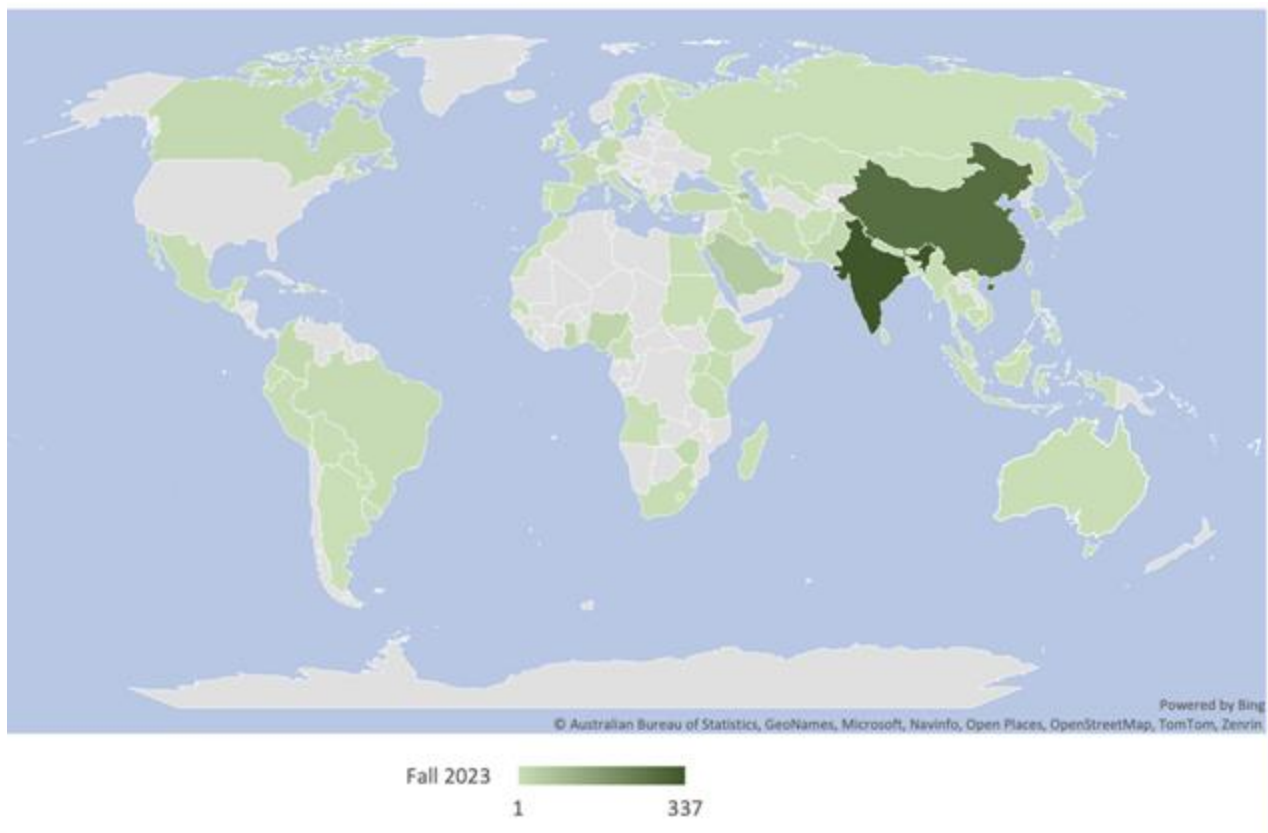 Powered by Bing
© Australian Bureau of Statistics, GeoNames, Microsoft, Navinfo, Open Places, OpenStreetMap, TomTom, Zenrin
Fall 2023
1 337